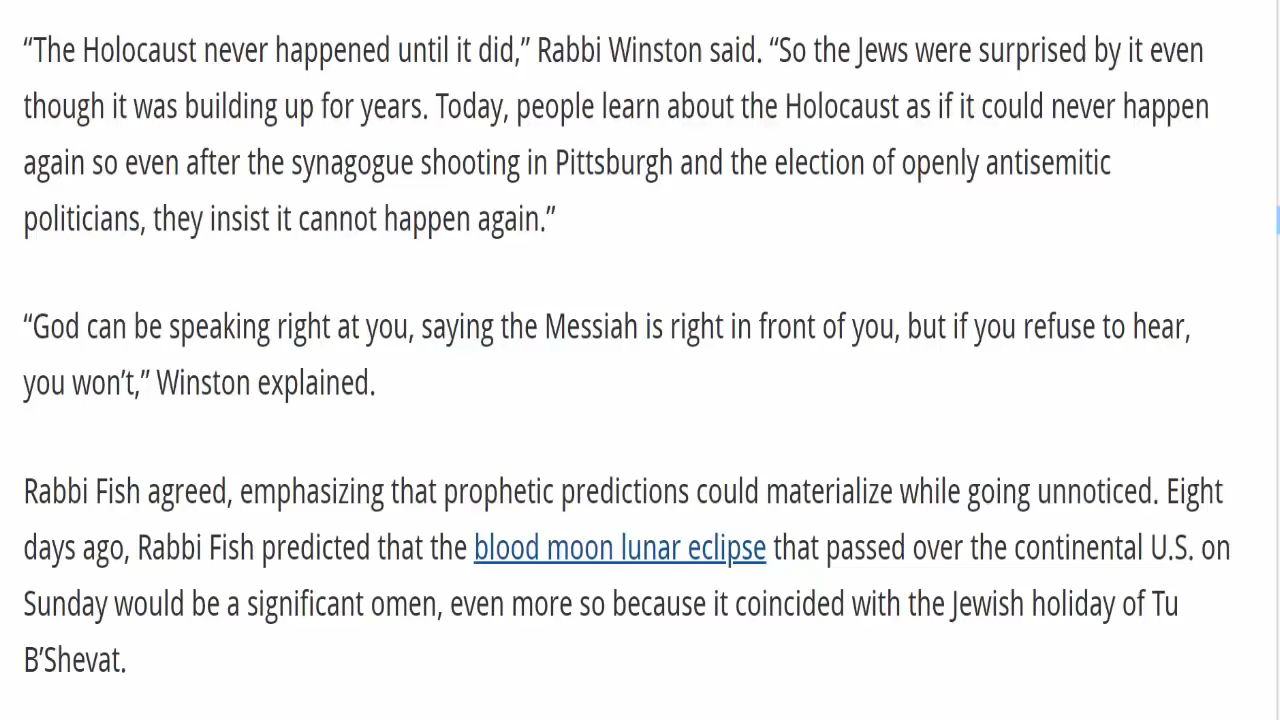 “The Holocaust never happened until it did,” Rabbi Winston said. “So the Jews were surprised by it even
though it was building up for years. Today, people learn about the Holocaust as if it could never happen
again so even after the synagogue shooting in Pittsburgh and the election of openly antisemitic
politicians, they insist it cannot happen again.”
“God can be speaking right at you, saying the Messiah is right in front of you, but if you refuse to hear,
you won’t,” Winston explained.
Rabbi Fish agreed, emphasizing that prophetic predictions could materialize while going unnoticed. Eight
days ago, Rabbi Fish predicted that the blood moon lunar eclipse that passed over the continental U.S. on
Sunday would be a significant omen, even more so because it coincided with the Jewish holiday of Tu
B’Shevat.